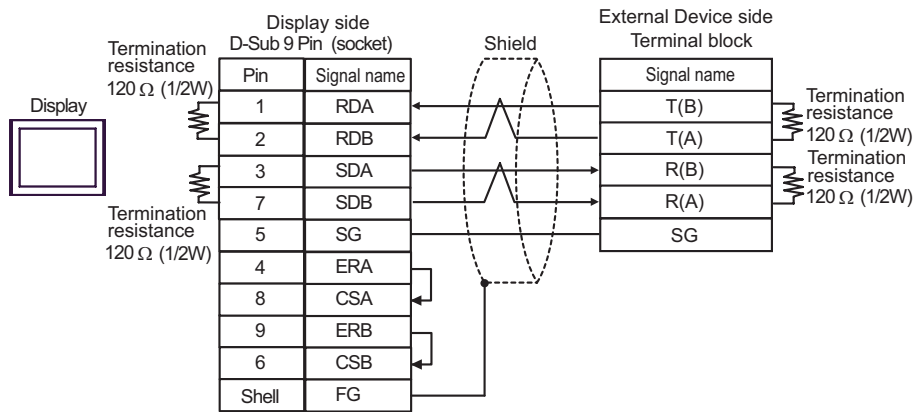 Display side
D-Sub 9 Pin (socket)
Shield
External Device side
Terminal block
Termination
resistance
120 Ω (1/2W)
Display
Pin Signal name
1 RDA
2 RDB
3 SDA
7 SDB
5 SG
4 ERA
8 CSA
9 ERB
6 CSB
Shell FG
Termination
resistance
120 Ω (1/2W)
Signal name
T(B)
T(A)
R(B)
R(A)
SG
Termination
resistance
120 Ω (1/2W)
Termination
resistance
120 Ω (1/2W)